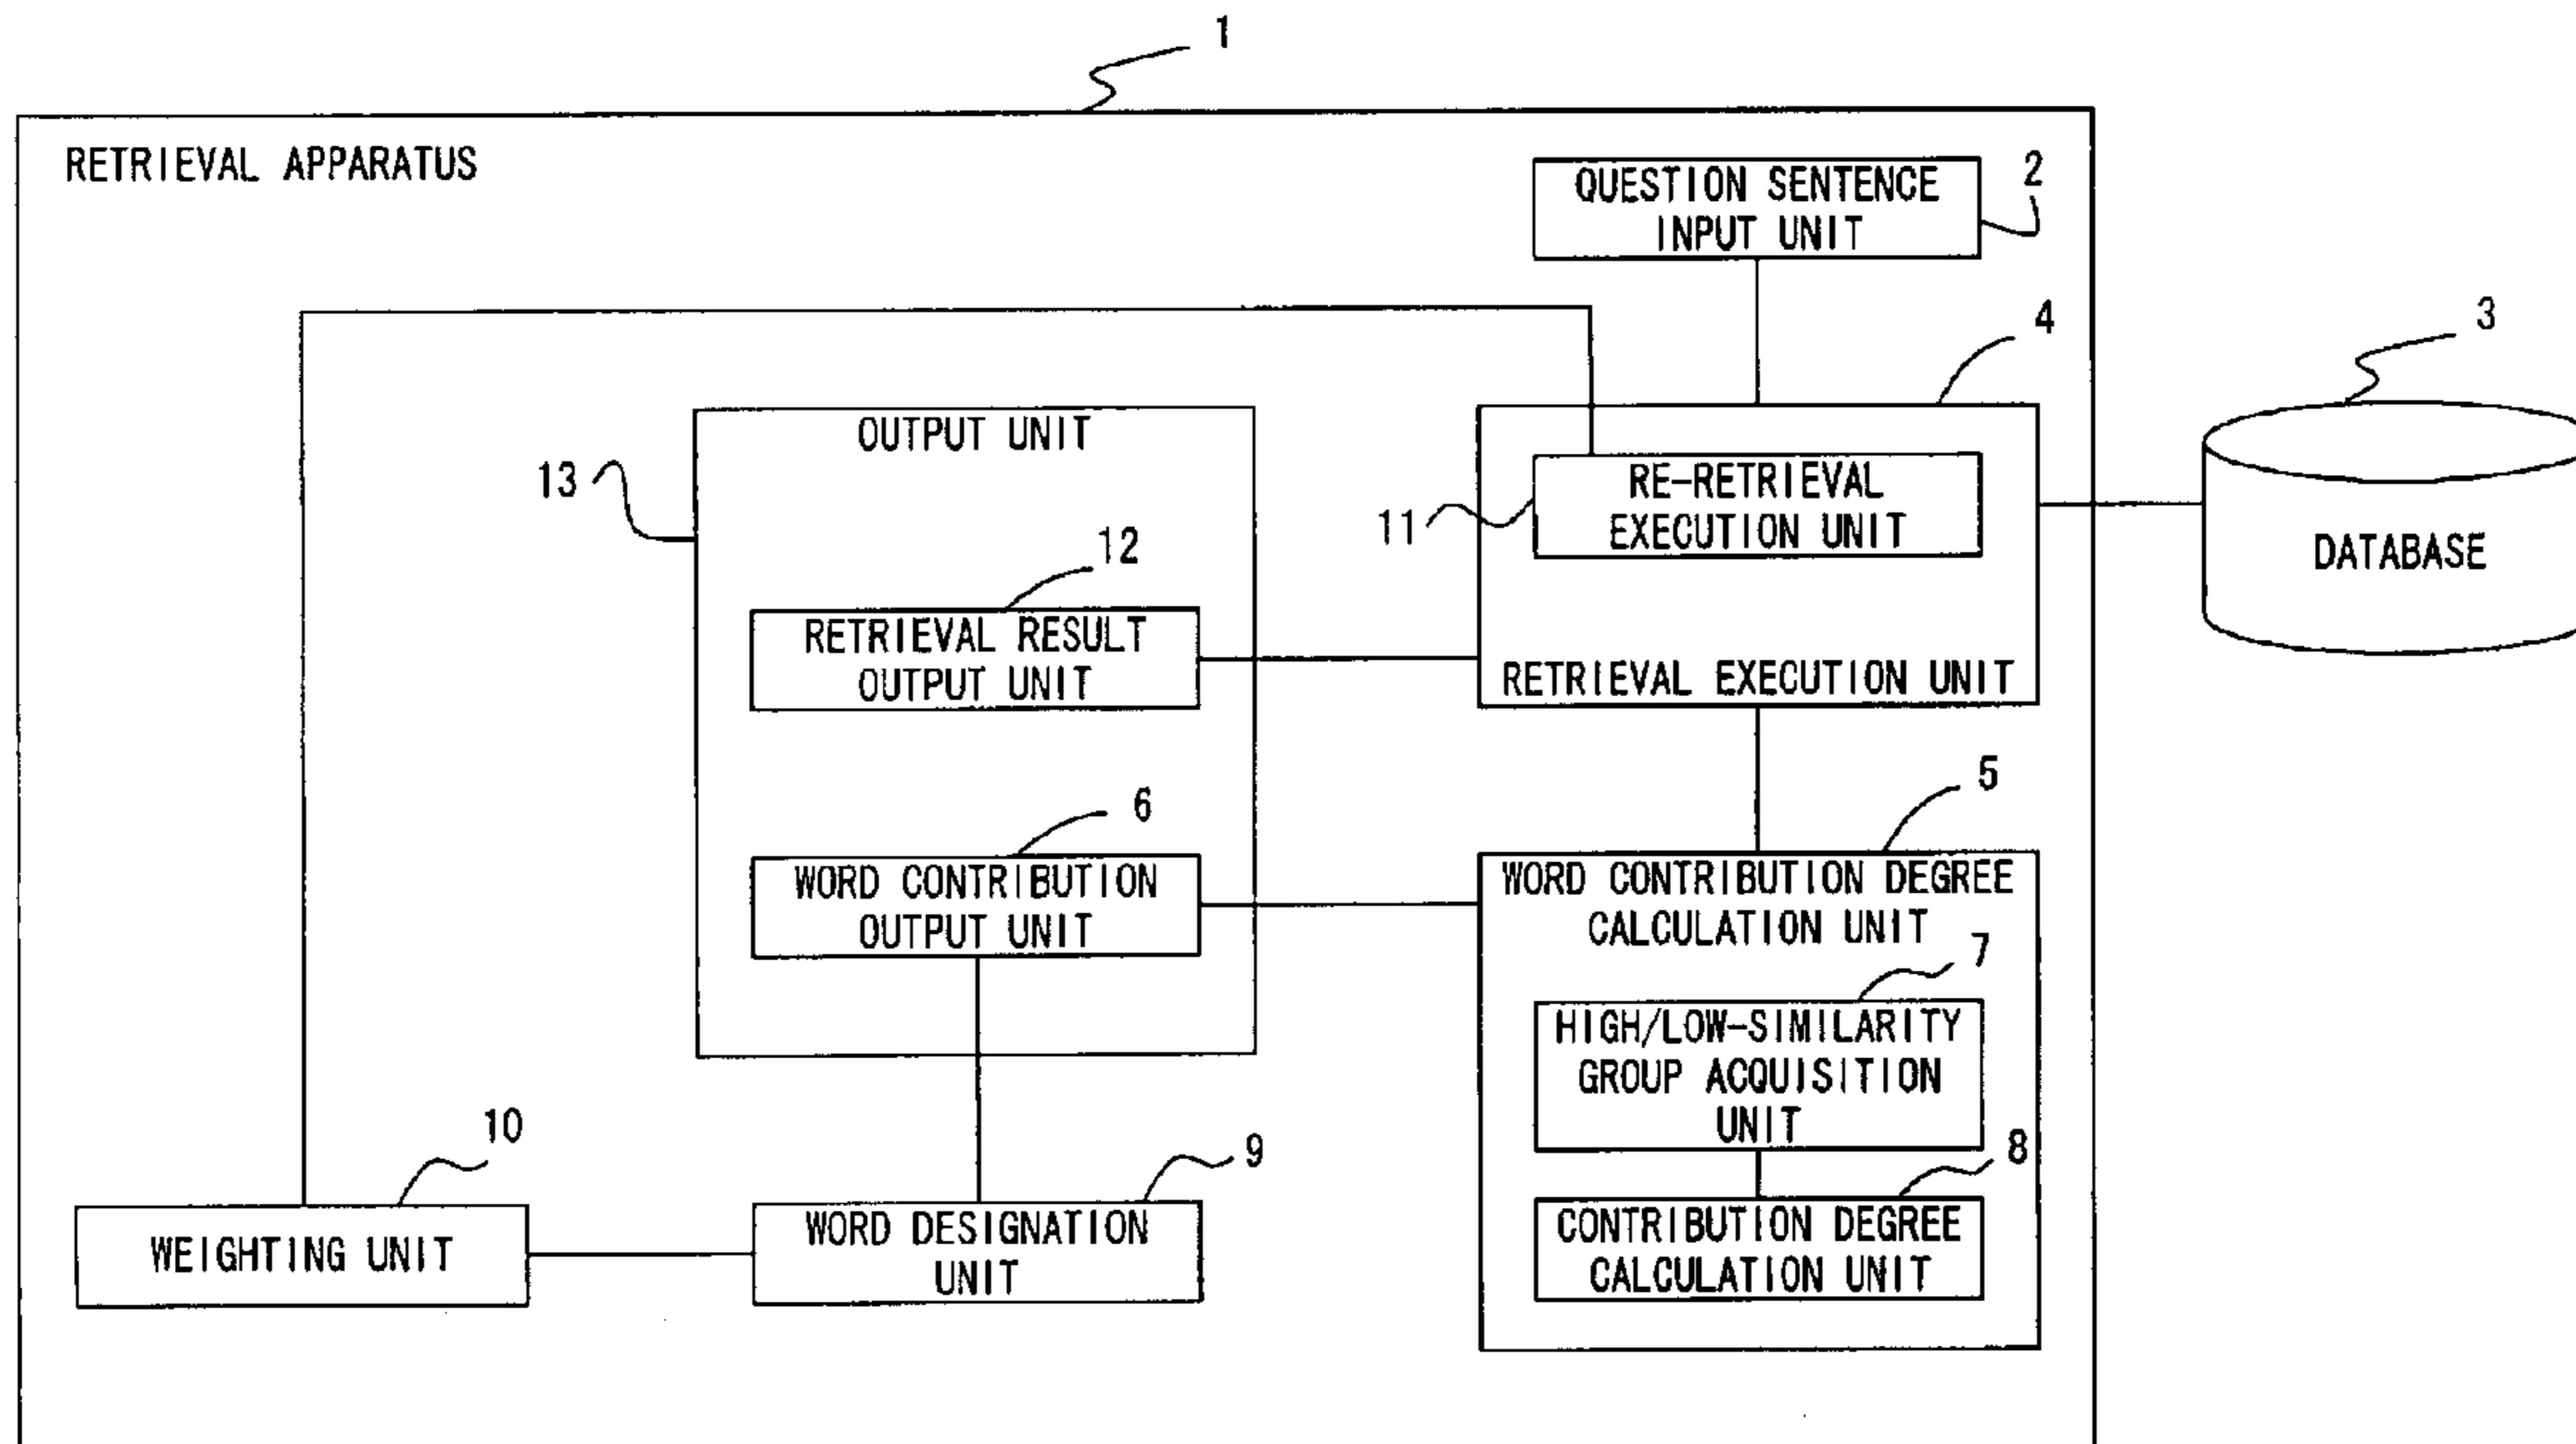 1
RETRIEVAL APPARATUS
QUESTION SENTENCE
INPUT UNIT
2
4
3
OUTPUT UNIT
13
RE-RETRIEVAL
EXECUTION UNIT
11
DATABASE
12
RETRIEVAL RESULT
OUTPUT UNIT
RETRIEVAL EXECUTION UNIT
5
6
WORD CONTRIBUTION
OUTPUT UNIT
WORD CONTRIBUTION DEGREE
CALCULATION UNIT
7
HIGH/LOW-SIMILARITY
GROUP ACQUISITION
UNIT
10
9
8
WEIGHTING UNIT
WORD DESIGNATION
UNIT
CONTRIBUTION DEGREE
CALCULATION UNIT